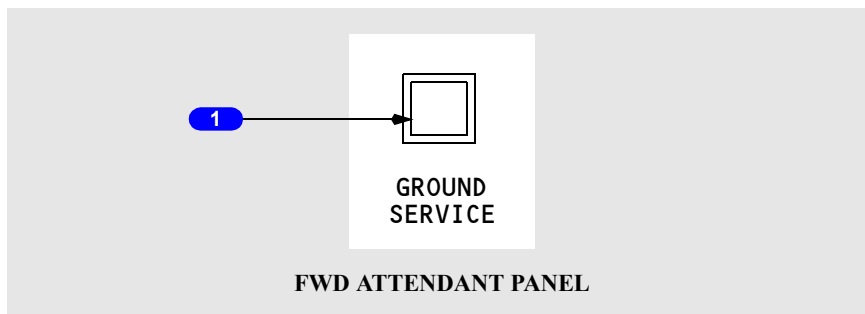 1
GROUND
SERVICE
FWD ATTENDANT PANEL